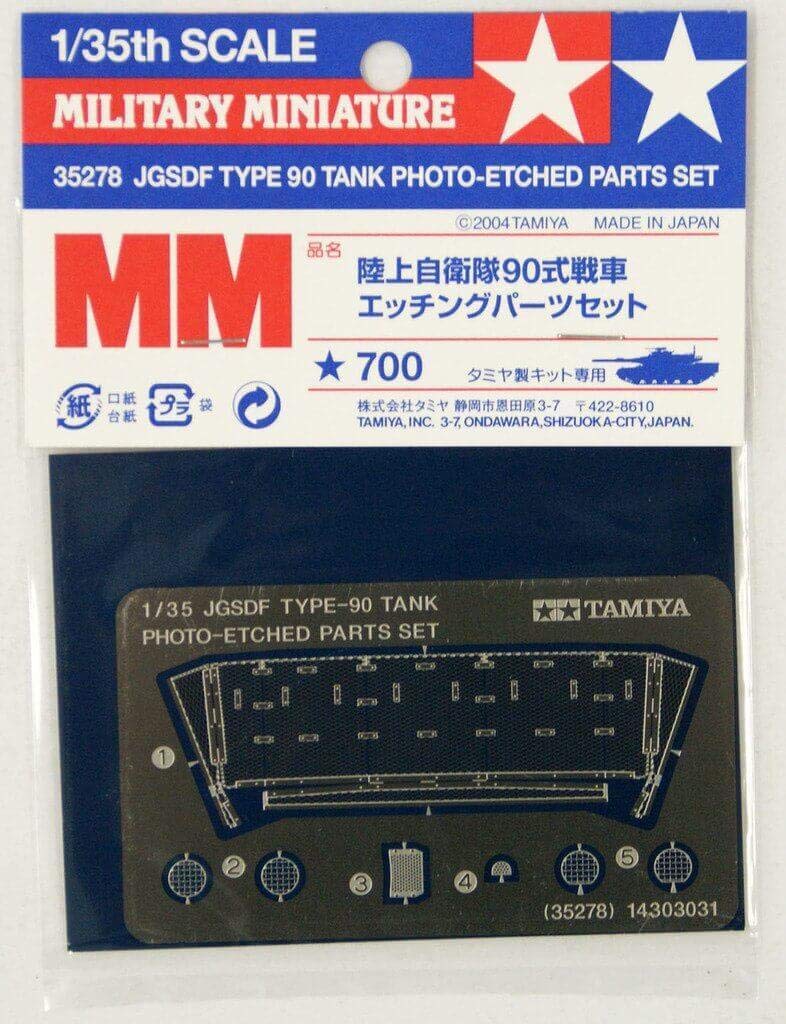 1/35th SCALE
MILITARY MINIATURE
35278 JGSDF TYPE 90 TANK PHOTO-ETCHED PARTS SET
©2004 TAMIYA MADE IN JAPAN
MM
品名
陸上自衛隊90式戦車
エッチングパーツセット
★700
タミヤ製キット専用
紙
口紙
台紙
プラ
袋
株式会社タミヤ 静岡市恩田原3-7 〒422-8610
TAMIYA, INC. 3-7, ONDAWARA, SHIZUOKA-CITY, JAPAN.
1/35 JGSDF TYPE-90 TANK
PHOTO-ETCHED PARTS SET
TAMIYA
①
②
③
④
⑤
(35278) 14303031